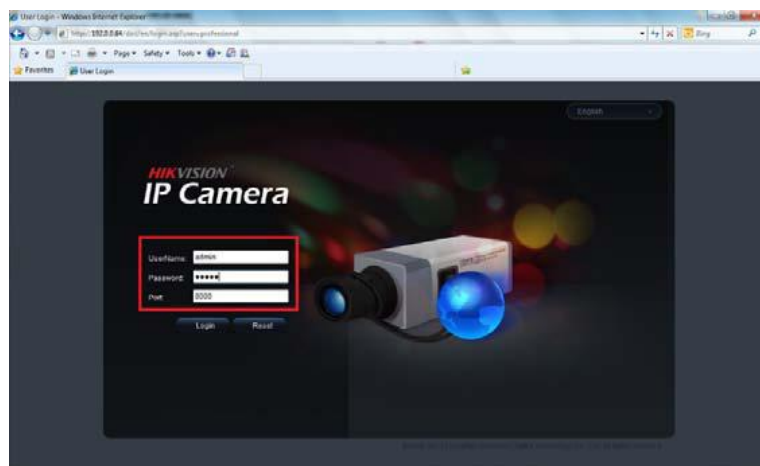 User Login - Windows Internet Explorer
Bing
Page Safety Tools
Favorites User Login
English
HIKVISION
IP Camera
UserName admin
Password •••••
Port 8000
Login Reset